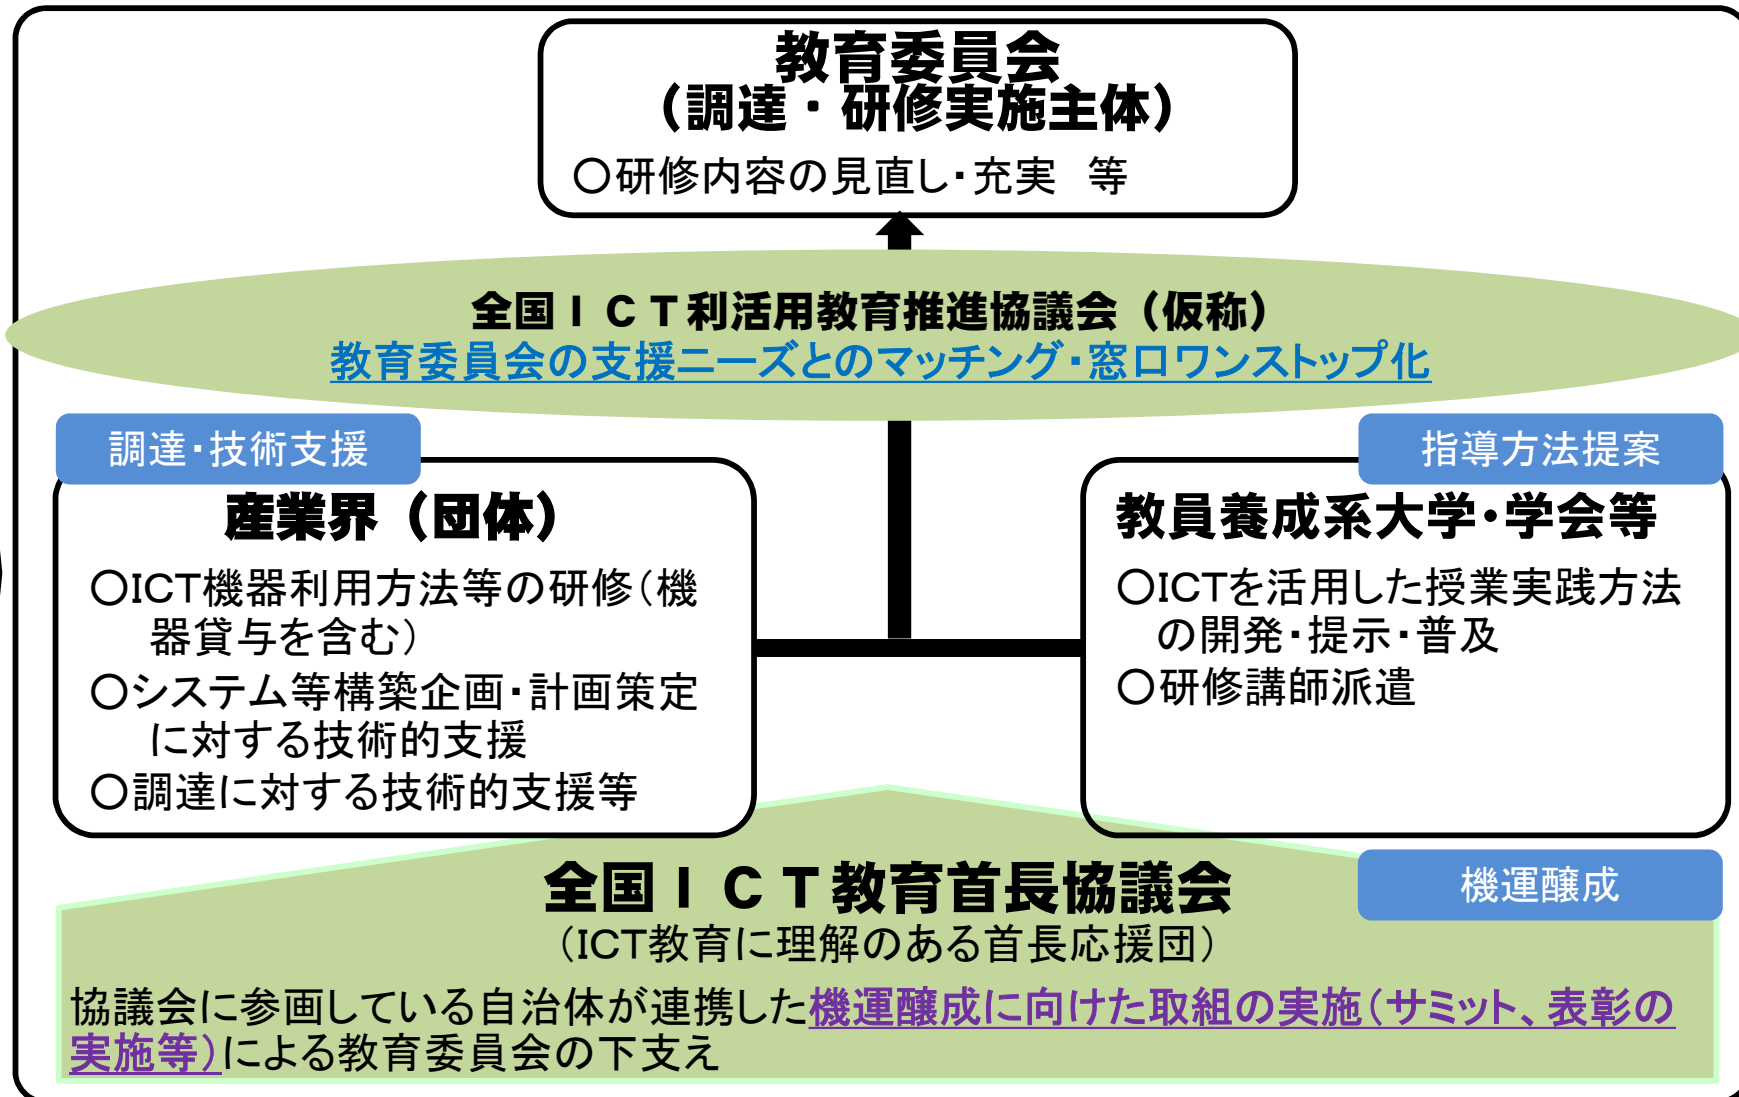 教育委員会
（調達・研修実施主体）
○研修内容の見直し・充実　等
全国ＩＣＴ利活用教育推進協議会（仮称）
教育委員会の支援ニーズとのマッチング・窓口ワンストップ化
調達・技術支援
産業界（団体）
○ICT機器利用方法等の研修（機
器貸与を含む）
○システム等構築企画・計画策定
に対する技術的支援
○調達に対する技術的支援等
指導方法提案
教員養成系大学・学会等
○ICTを活用した授業実践方法
の開発・提示・普及
○研修講師派遣
全国ＩＣＴ教育首長協議会
（ICT教育に理解のある首長応援団）
機運醸成
協議会に参画している自治体が連携した機運醸成に向けた取組の実施（サミット、表彰の
実施等）による教育委員会の下支え